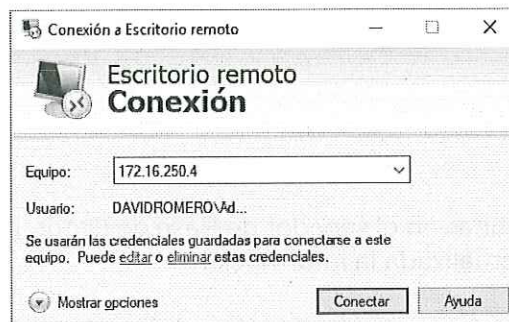 Conexión a Escritorio remoto
Escritorio remoto
Conexión
Equipo:
172.16.250.4
Usuario:
DAVIDROMERO\Ad...
Se usarán las credenciales guardadas para conectarse a este
equipo. Puede editar o eliminar estas credenciales.
Mostrar opciones
Conectar
Ayuda